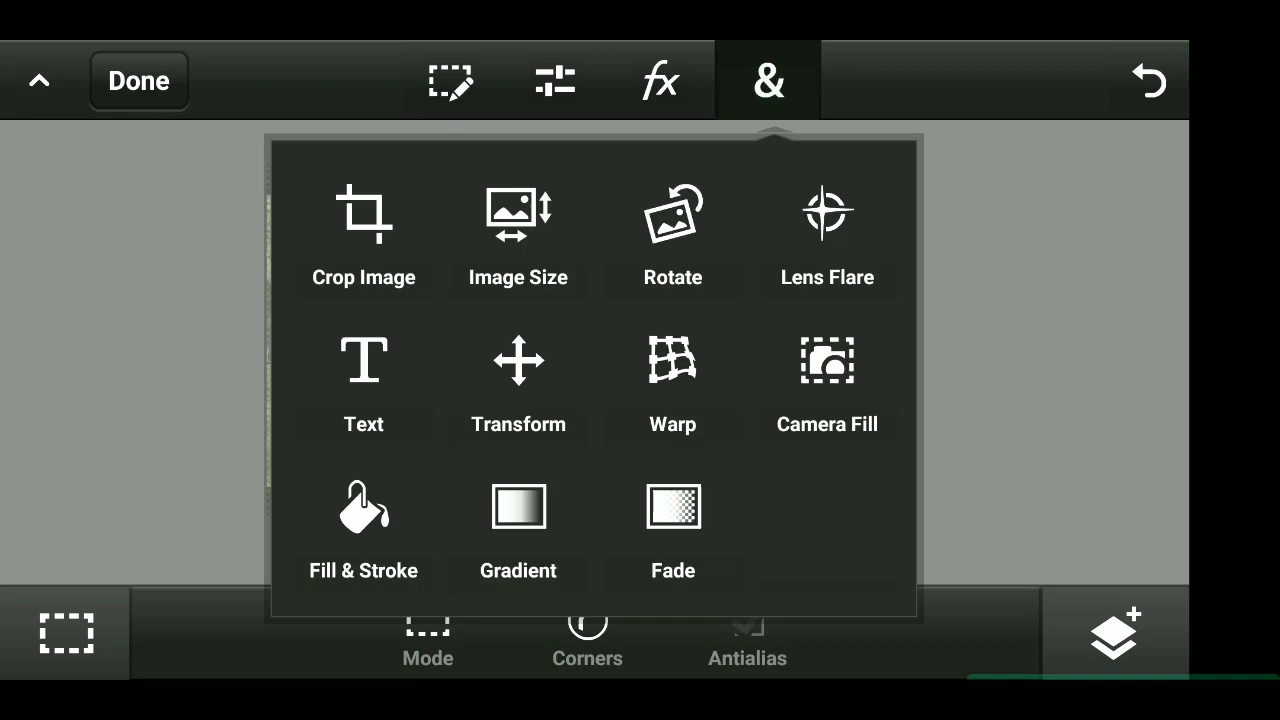 Done
fx
&
Crop Image
Image Size
Rotate
Lens Flare
T
Text
Transform
Warp
Camera Fill
Fill & Stroke
Gradient
Fade
Mode
Corners
Antialias